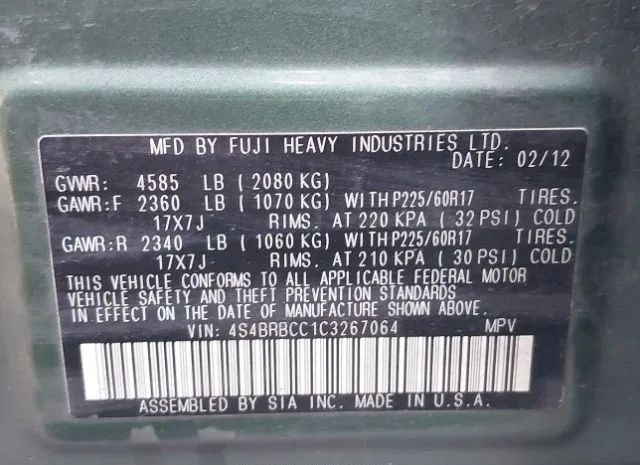 MFD BY FUJI HEAVY INDUSTRIES LTD.
DATE: 02/12
GVWR: 4585 LB ( 2080 KG)
GAWR:F 2360 LB ( 1070 KG) WITH P225/60R17 TIRES.
17X7J RIMS. AT 220 KPA ( 32 PSI) COLD
GAWR:R 2340 LB ( 1060 KG) WITH P225/60R17 TIRES.
17X7J RIMS. AT 210 KPA ( 30 PSI) COLD
THIS VEHICLE CONFORMS TO ALL APPLICABLE FEDERAL MOTOR
VEHICLE SAFETY AND THEFT PREVENTION STANDARDS
IN EFFECT ON THE DATE OF MANUFACTURE SHOWN ABOVE.
VIN: 4S4BRBCC1C3267064 MPV
ASSEMBLED BY SIA INC. MADE IN U.S.A.